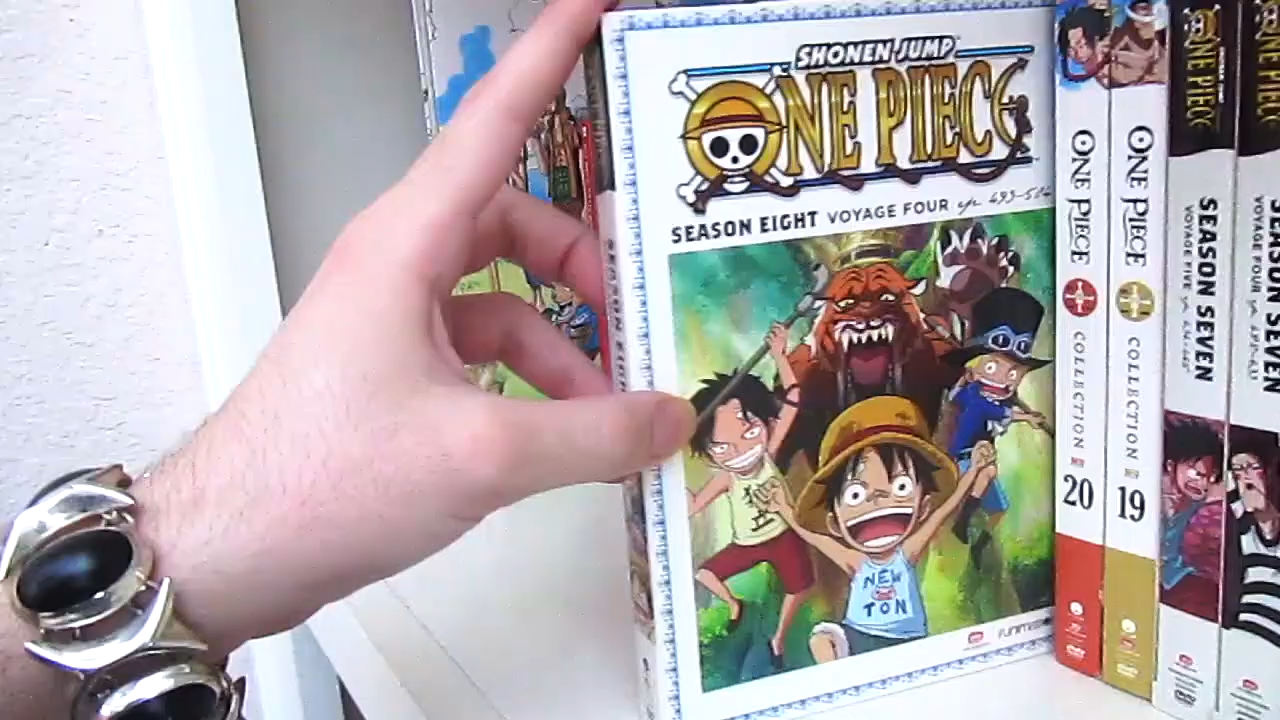 SHONEN JUMP
ONE PIECE
SEASON EIGHT VOYAGE FOUR
NEW
TON
FUNIMATION
ONE PIECE
COLLECTION
20
ONE PIECE
COLLECTION
19
ONE PIECE
SEASON SEVEN
VOYAGE FIVE
ONE PIECE
SEASON SEVEN
VOYAGE FOUR